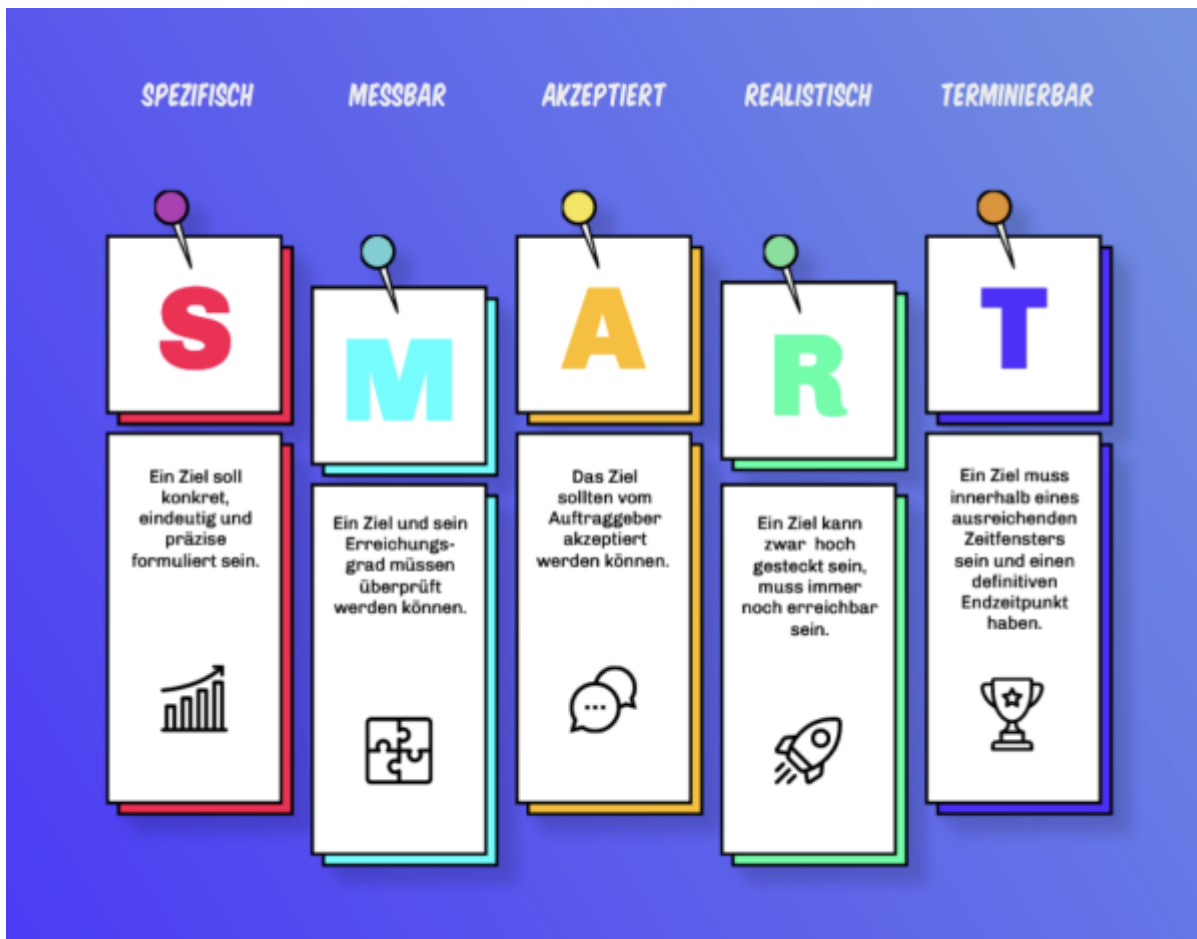 SPEZIFISCH
MESSBAR
AKZEPTIERT
REALISTISCH
TERMINIERBAR
S
M
A
R
T
Ein Ziel soll
konkret,
eindeutig und
präzise
formuliert sein.
Ein Ziel und sein
Erreichungs-
grad müssen
überprüft
werden können.
Das Ziel
sollten vom
Auftraggeber
akzeptiert
werden können.
Ein Ziel kann
zwar hoch
gesteckt sein,
muss immer
noch erreichbar
sein.
Ein Ziel muss
innerhalb eines
ausreichenden
Zeitfensters
sein und einen
definitiven
Endzeitpunkt
haben.